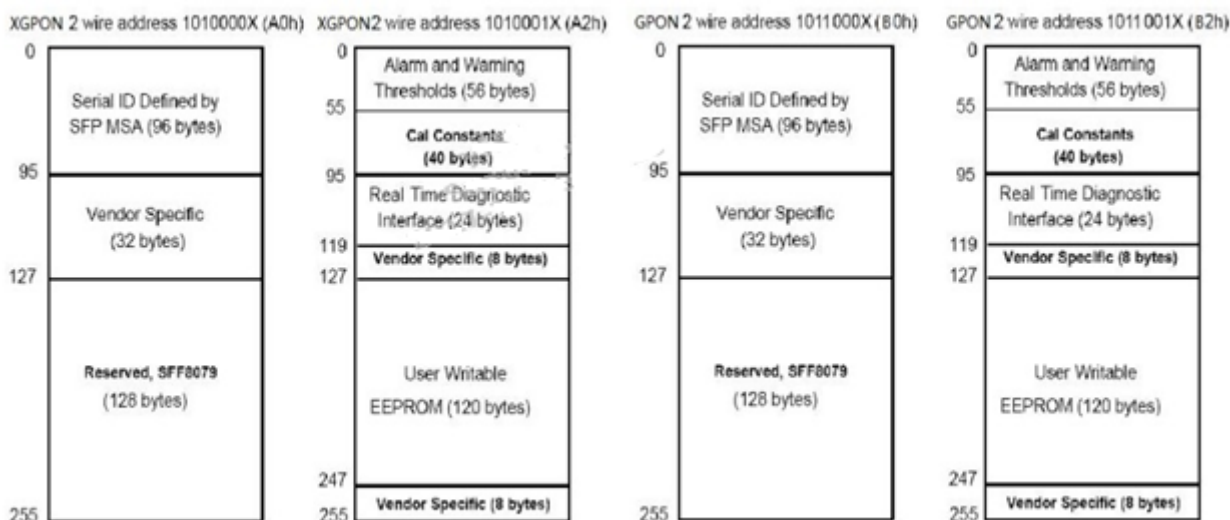 XGPON 2 wire address 1010000X (A0h)
0
Serial ID Defined by
SFP MSA (96 bytes)
95
Vendor Specific
(32 bytes)
127
Reserved, SFF8079
(128 bytes)
255
XGPON 2 wire address 1010001X (A2h)
0
Alarm and Warning
Thresholds (56 bytes)
55
Cal Constants
(40 bytes)
95
Real Time Diagnostic
Interface (24 bytes)
119
Vendor Specific (8 bytes)
127
User Writable
EEPROM (120 bytes)
247
Vendor Specific (8 bytes)
255
GPON 2 wire address 1011000X (B0h)
0
Serial ID Defined by
SFP MSA (96 bytes)
95
Vendor Specific
(32 bytes)
127
Reserved, SFF8079
(128 bytes)
255
GPON 2 wire address 1011001X (B2h)
0
Alarm and Warning
Thresholds (56 bytes)
55
Cal Constants
(40 bytes)
95
Real Time Diagnostic
Interface (24 bytes)
119
Vendor Specific (8 bytes)
127
User Writable
EEPROM (120 bytes)
247
Vendor Specific (8 bytes)
255